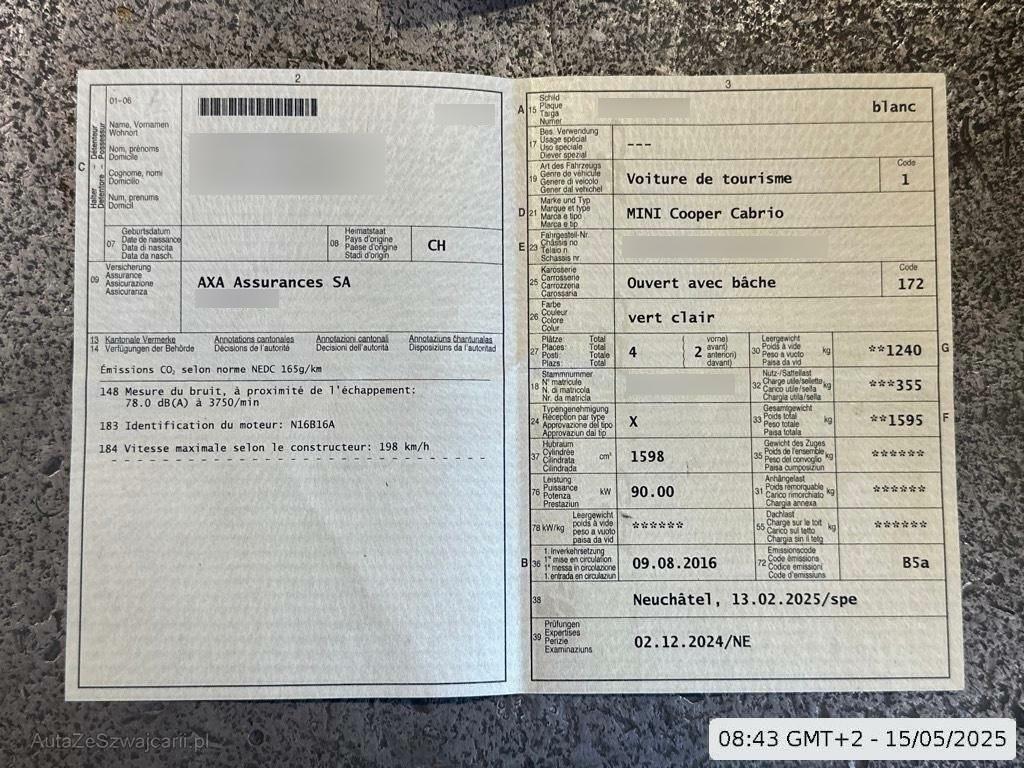 2
01-06
Name, Vornamen
Wohnort
Nom, prénoms
Domicile
Cognome, nomi
Domicilio
Num, prenums
Domicil
C
Halter - Détenteur
Detentore - Possessur
07
Geburtsdatum
Date de naissance
Data di nascita
Data da nasch.
08
Heimatstaat
Pays d'origine
Paese d'origine
Stadi d'origin
CH
09
Versicherung
Assurance
Assicurazione
Assicuranza
AXA Assurances SA
13 Kantonale Vermerke Annotations cantonales Annotazioni cantonali Annotaziuns chantunalas
14 Verfügungen der Behörde Décisions de l'autorité Decisioni dell'autorità Disposiziuns da l'autoritad
Émissions CO₂ selon norme NEDC 165g/km
148 Mesure du bruit, à proximité de l'échappement:
78.0 dB(A) à 3750/min
183 Identification du moteur: N16B16A
184 Vitesse maximale selon le constructeur: 198 km/h
3
A 15
Schild
Plaque
Targa
Numer
blanc
17
Bes. Verwendung
Usage spécial
Uso speciale
Diever spezial
---
19
Art des Fahrzeugs
Genre de véhicule
Genere di veicolo
Gener dal vehichel
Voiture de tourisme
Code
1
D 21
Marke und Typ
Marque et type
Marca e tipo
Marca e tip
MINI Cooper Cabrio
E 23
Fahrgestell-Nr.
Châssis no
Telaio n.
Schassis nr.
25
Karosserie
Carrosserie
Carrozzeria
Carossaria
Ouvert avec bâche
Code
172
26
Farbe
Couleur
Colore
Colur
vert clair
27
Plätze: Total
Places: Total
Posti: Totale
Plazs: Total
4
2
vorne)
avant)
anteriori)
davant)
30
Leergewicht
Poids à vide
Peso a vuoto
Paisa da vid
kg
**1240
G
18
Stammnummer
N° matricule
N. di matricola
Nr. da matricla
32
Nutz-/Sattellast
Charge utile/sellette
Carico utile/sella
Chargia utila/sella
kg
***355
24
Typengenehmigung
Réception par type
Approvazione del tipo
Approvaziun dal tip
X
33
Gesamtgewicht
Poids total
Peso totale
Paisa totala
kg
**1595
F
37
Hubraum
Cylindrée
Cilindrata
Cilindrada
cm³
1598
35
Gewicht des Zuges
Poids de l'ensemble
Peso del convoglio
Paisa cumposiziun
kg
******
76
Leistung
Puissance
Potenza
Prestaziun
kW
90.00
31
Anhängelast
Poids remorquable
Carico rimorchiato
Chargia annexa
kg
******
78 kW/kg
Leergewicht
poids à vide
peso a vuoto
paisa da vid
******
55
Dachlast
Charge sur le toit
Carico sul tetto
Chargia sin il tetg
kg
******
B 36
1. Inverkehrsetzung
1re mise en circulation
1a messa in circolazione
1. entrada en circulaziun
09.08.2016
72
Emissionscode
Code émissions
Codice emissioni
Code d'emissiuns
B5a
38
Neuchâtel, 13.02.2025/spe
39
Prüfungen
Expertises
Perizie
Examinaziuns
02.12.2024/NE
AutaZeSzwajcarii.pl
08:43 GMT+2 - 15/05/2025